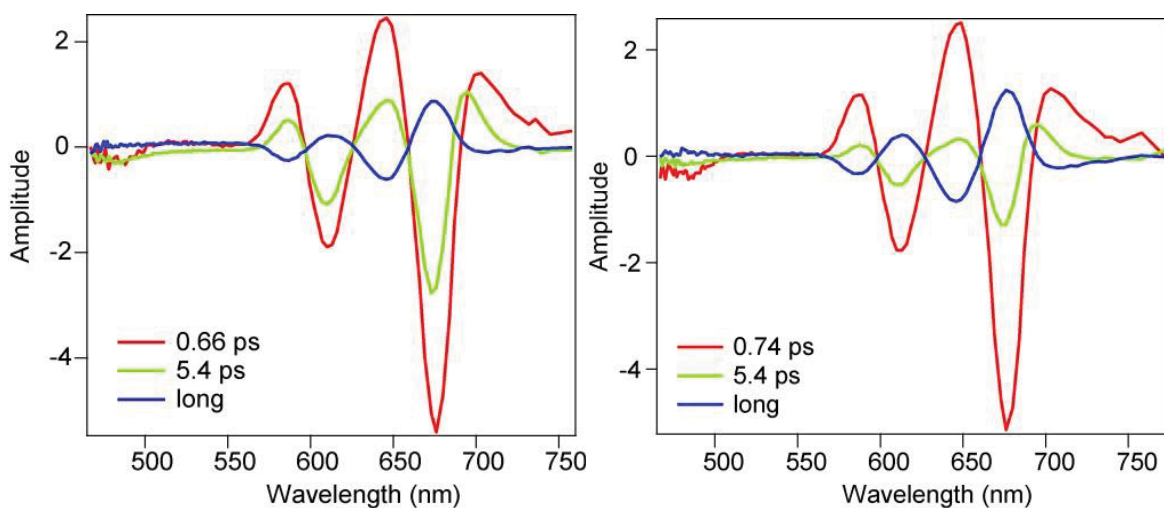 2
0
-2
-4
Amplitude
0.66 ps
5.4 ps
long
500 550 600 650 700 750
Wavelength (nm)
2
0
-2
-4
Amplitude
0.74 ps
5.4 ps
long
500 550 600 650 700 750
Wavelength (nm)